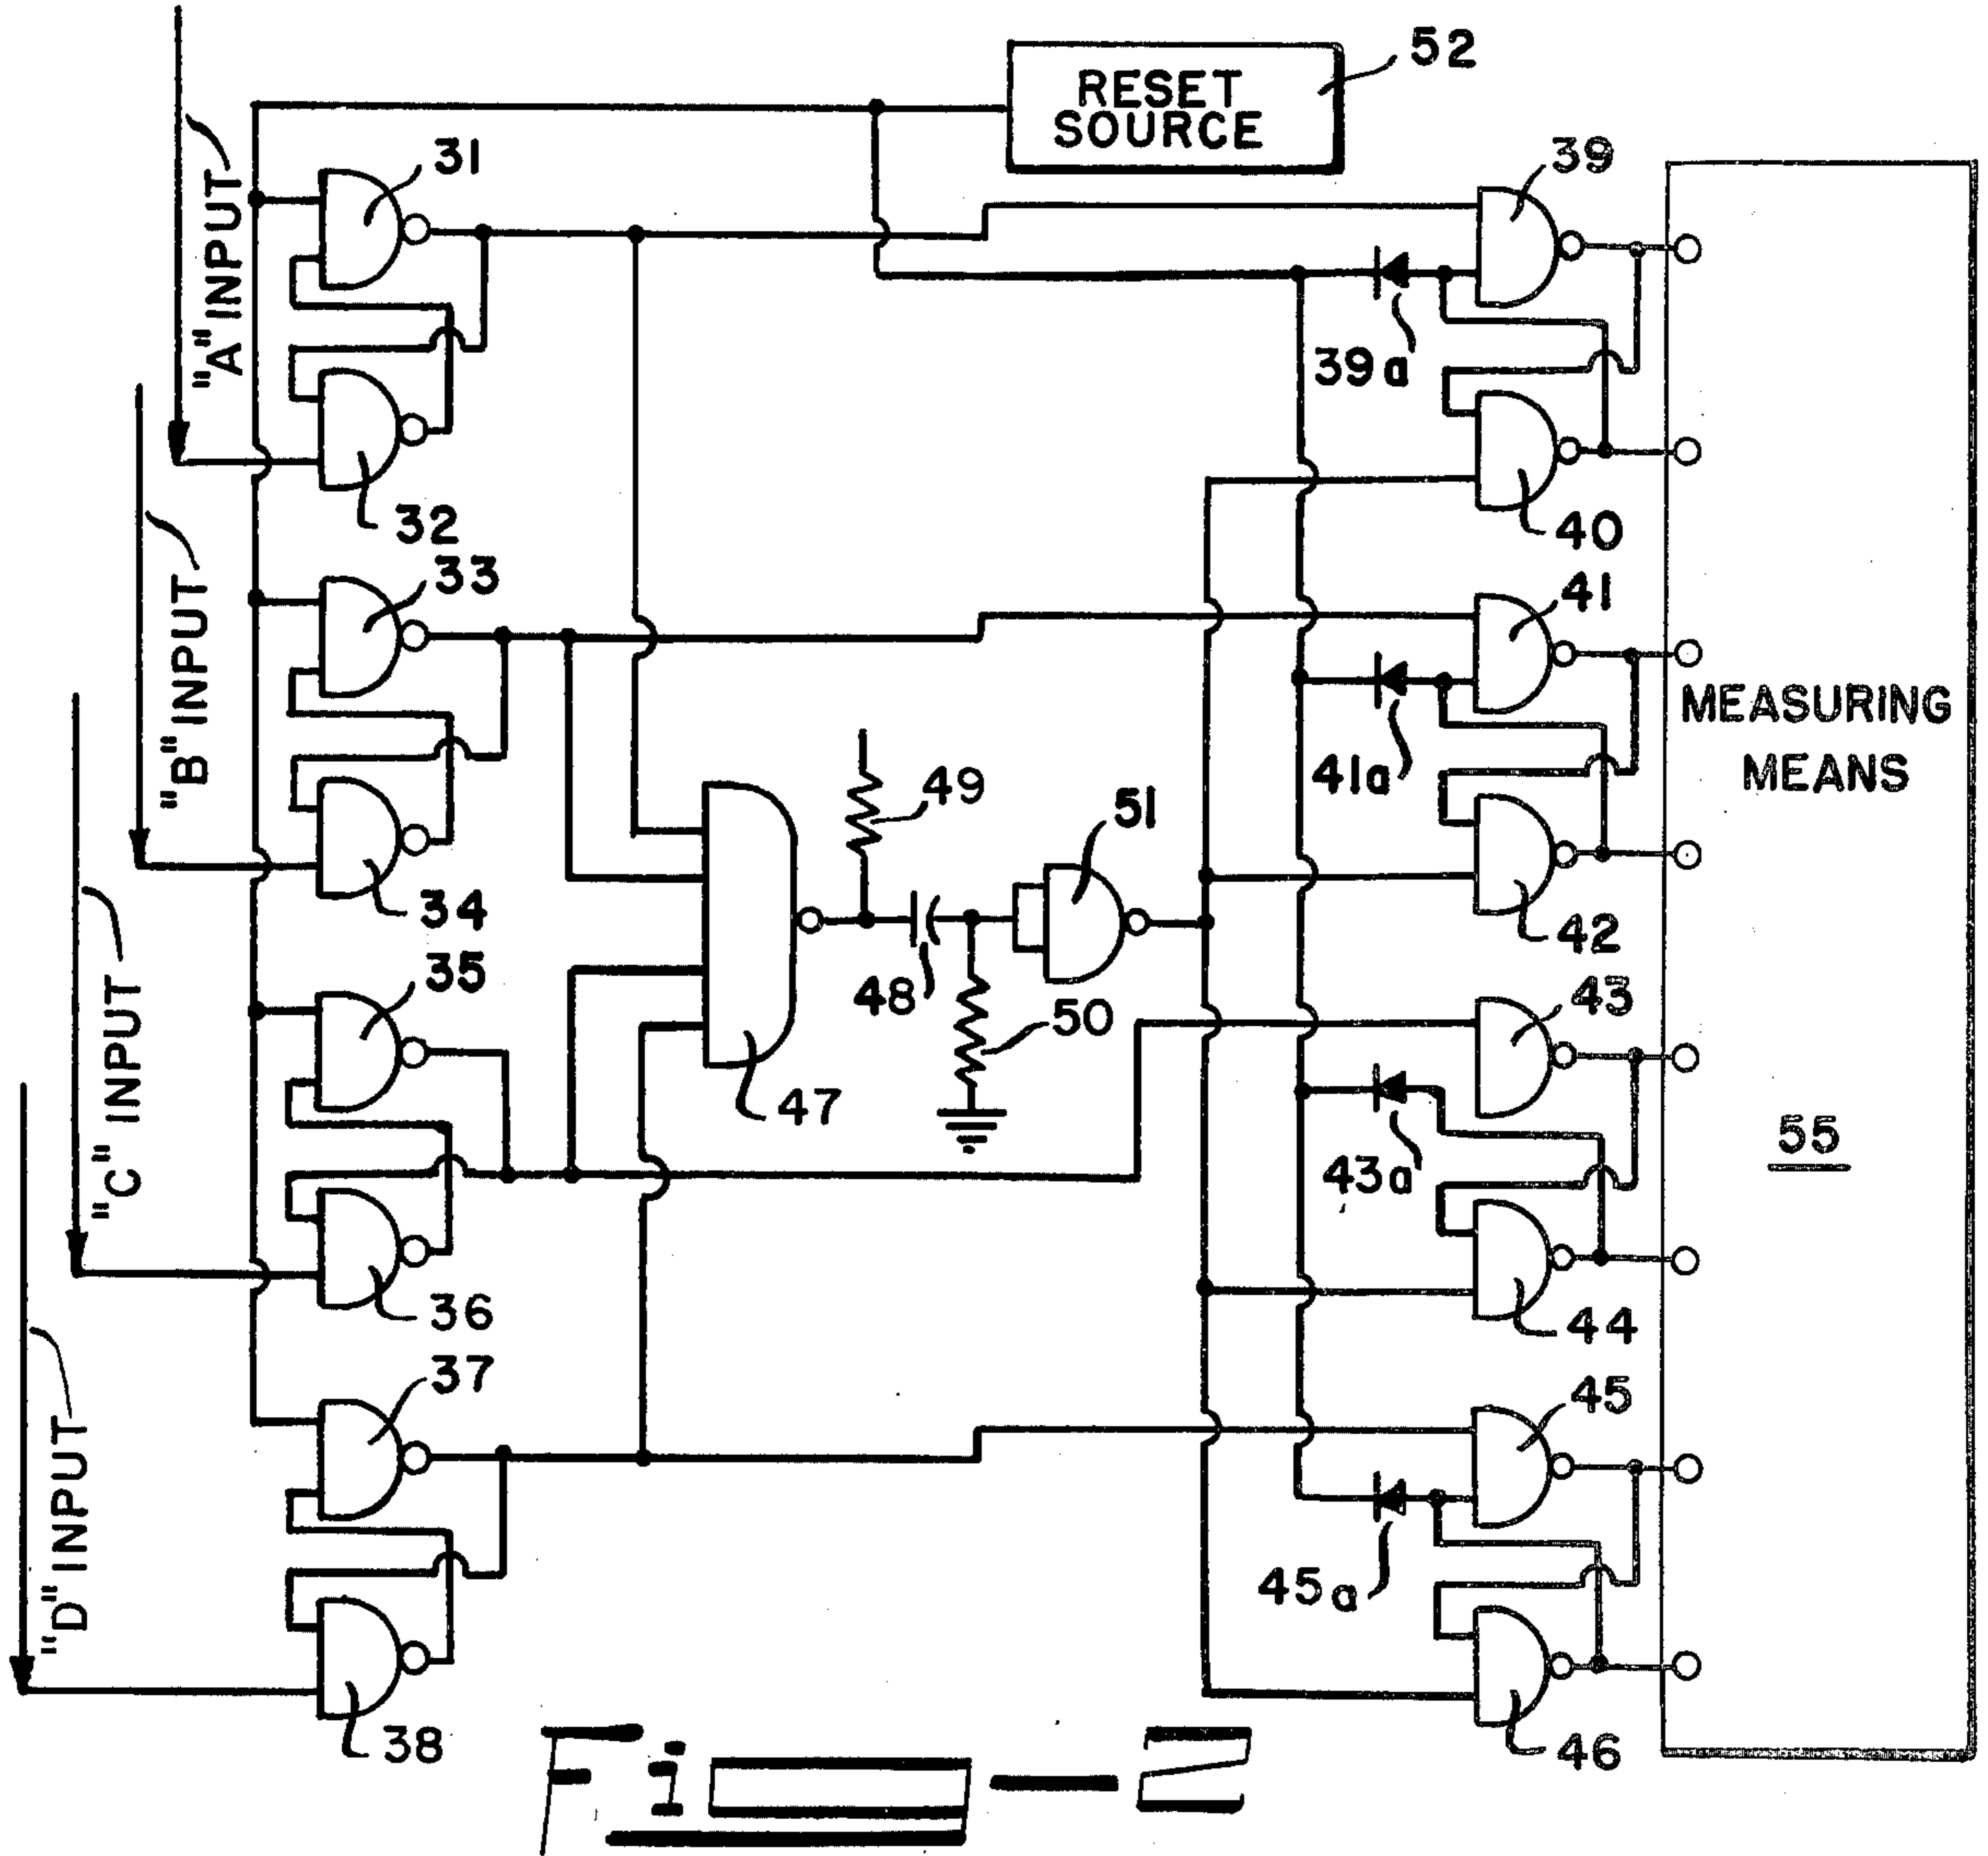 52
RESET
SOURCE
31
39
"A" INPUT
39a
32
40
33
41
"B" INPUT
MEASURING
MEANS
41a
49
51
34
42
35
43
48
50
"C" INPUT
47
55
43a
36
44
37
45
45a
"D" INPUT
38
46
Fig-2